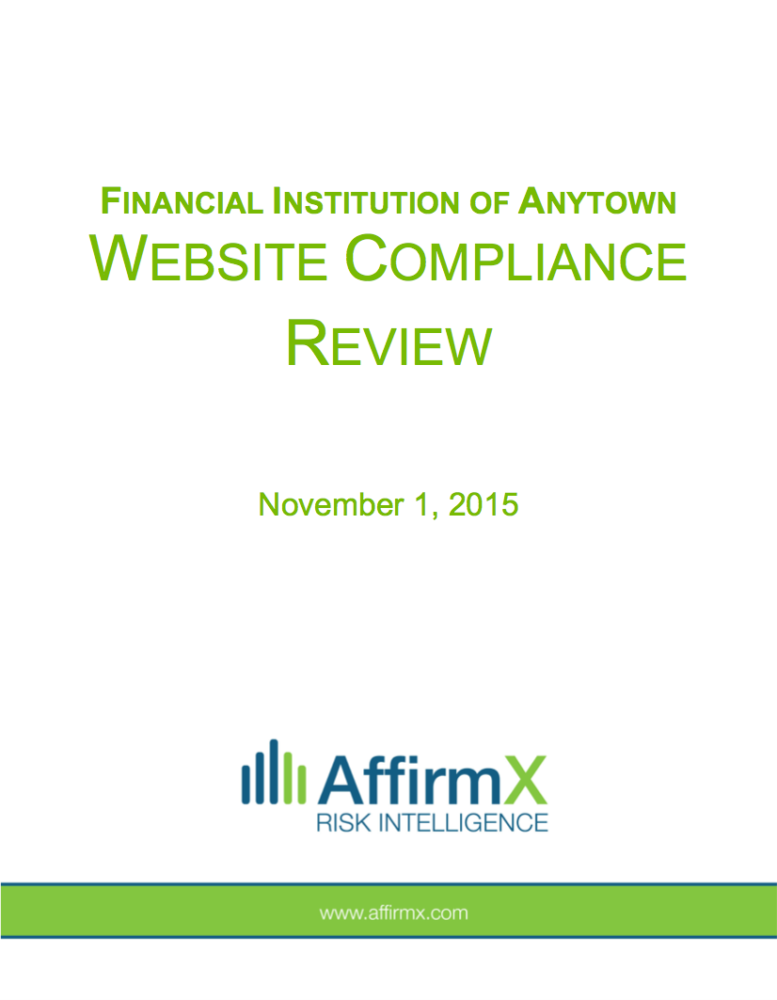 FINANCIAL INSTITUTION OF ANYTOWN
WEBSITE COMPLIANCE
REVIEW
November 1, 2015
AffirmX
RISK INTELLIGENCE
www.affirmx.com